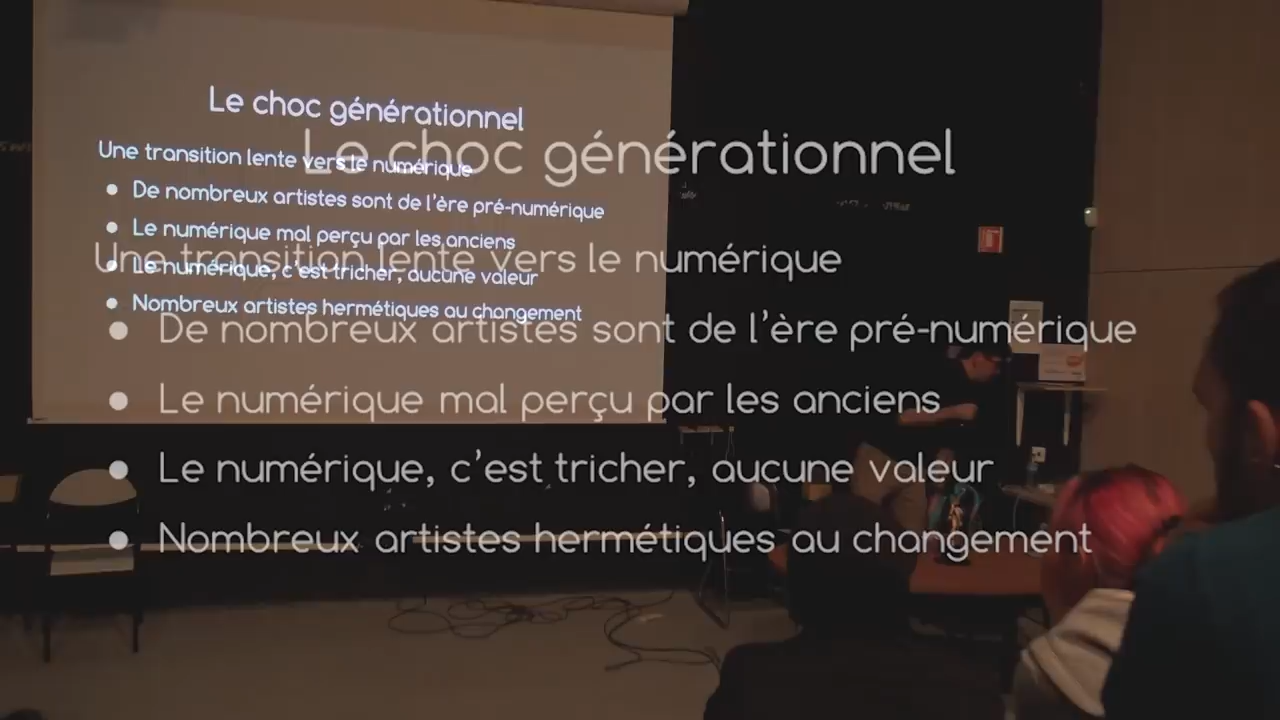 Le choc générationnel
Une transition lente vers le numérique
De nombreux artistes sont de l'ère pré-numérique
Le numérique mal perçu par les anciens
Le numérique, c'est tricher, aucune valeur
Nombreux artistes hermétiques au changement
Le choc générationnel
Une transition lente vers le numérique
De nombreux artistes sont de l'ère pré-numérique
Le numérique mal perçu par les anciens
Le numérique, c'est tricher, aucune valeur
Nombreux artistes hermétiques au changement